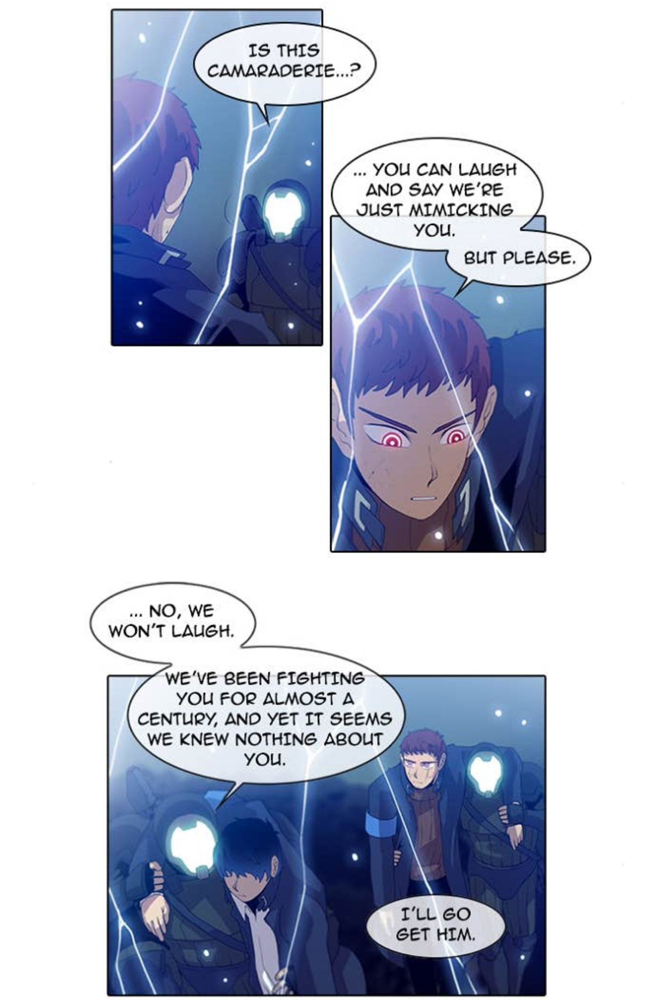 IS THIS
CAMARADERIE...?
... YOU CAN LAUGH
AND SAY WE'RE
JUST MIMICKING
YOU.
BUT PLEASE.
... NO, WE
WON'T LAUGH.
WE'VE BEEN FIGHTING
YOU FOR ALMOST A
CENTURY, AND YET IT SEEMS
WE KNEW NOTHING ABOUT
YOU.
I'LL GO
GET HIM.